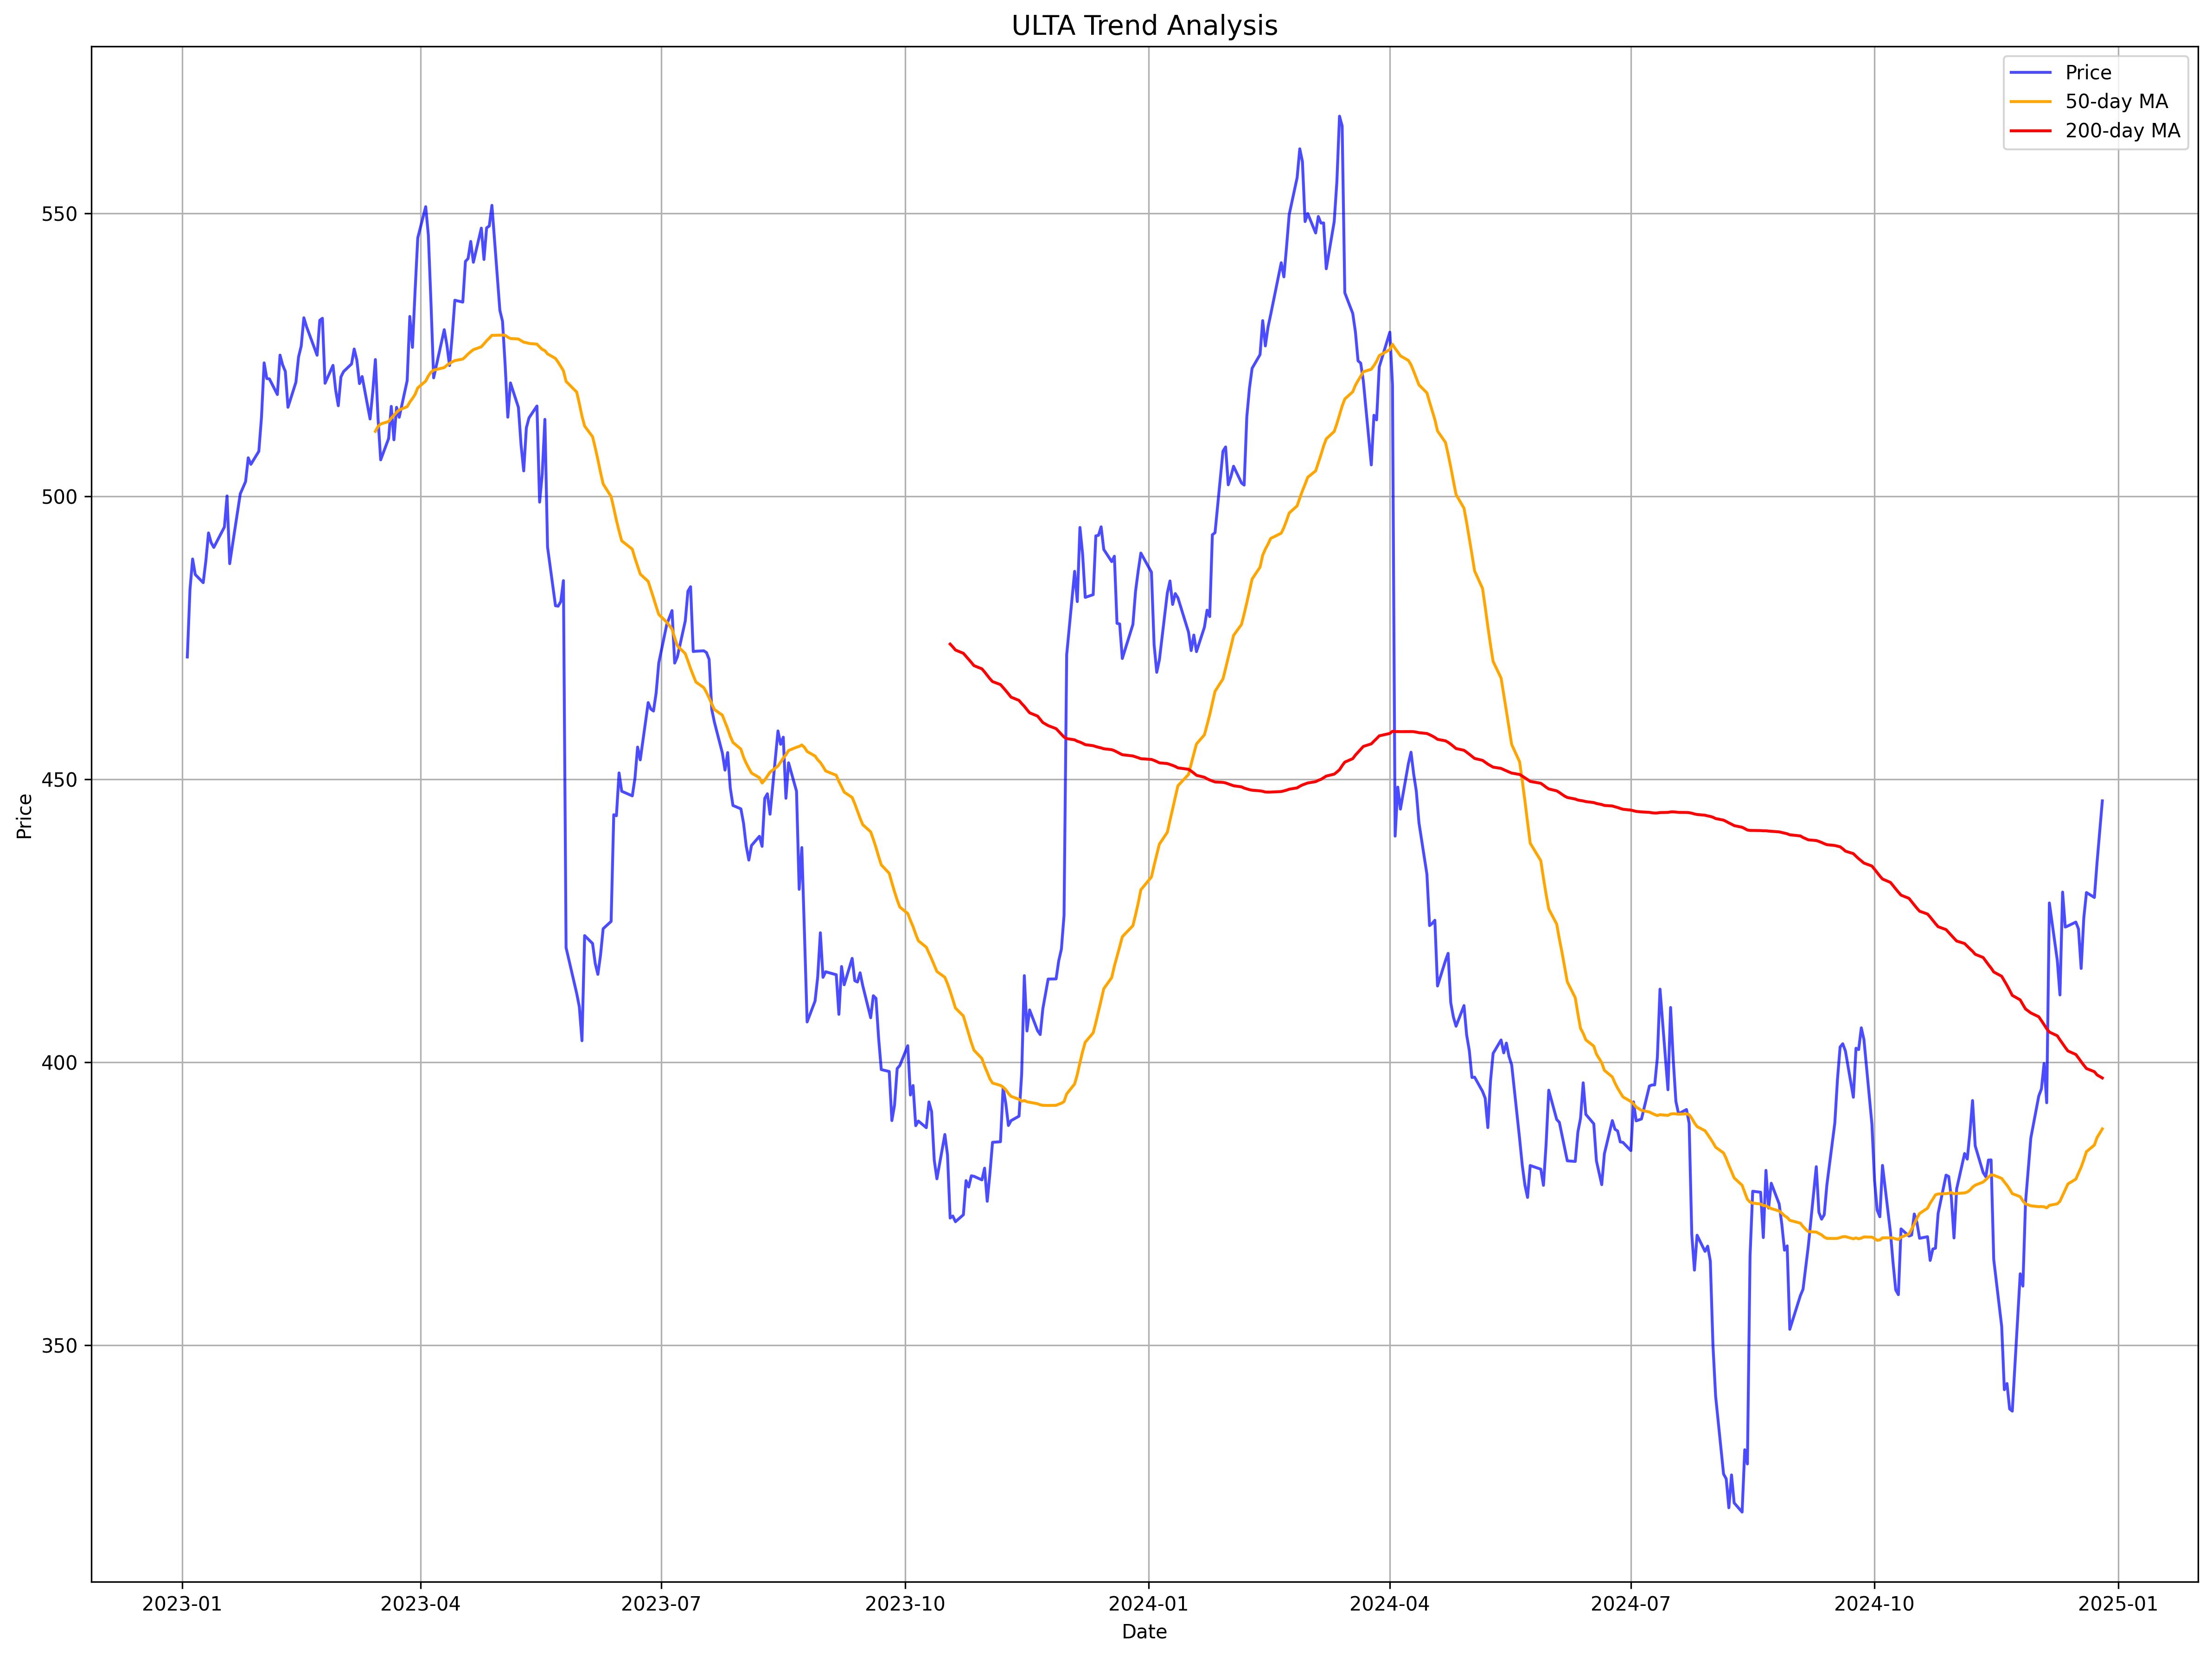 ULTA Trend Analysis
Price
50-day MA
200-day MA
550
500
450
400
350
Price
2023-01
2023-04
2023-07
2023-10
2024-01
2024-04
2024-07
2024-10
2025-01
Date